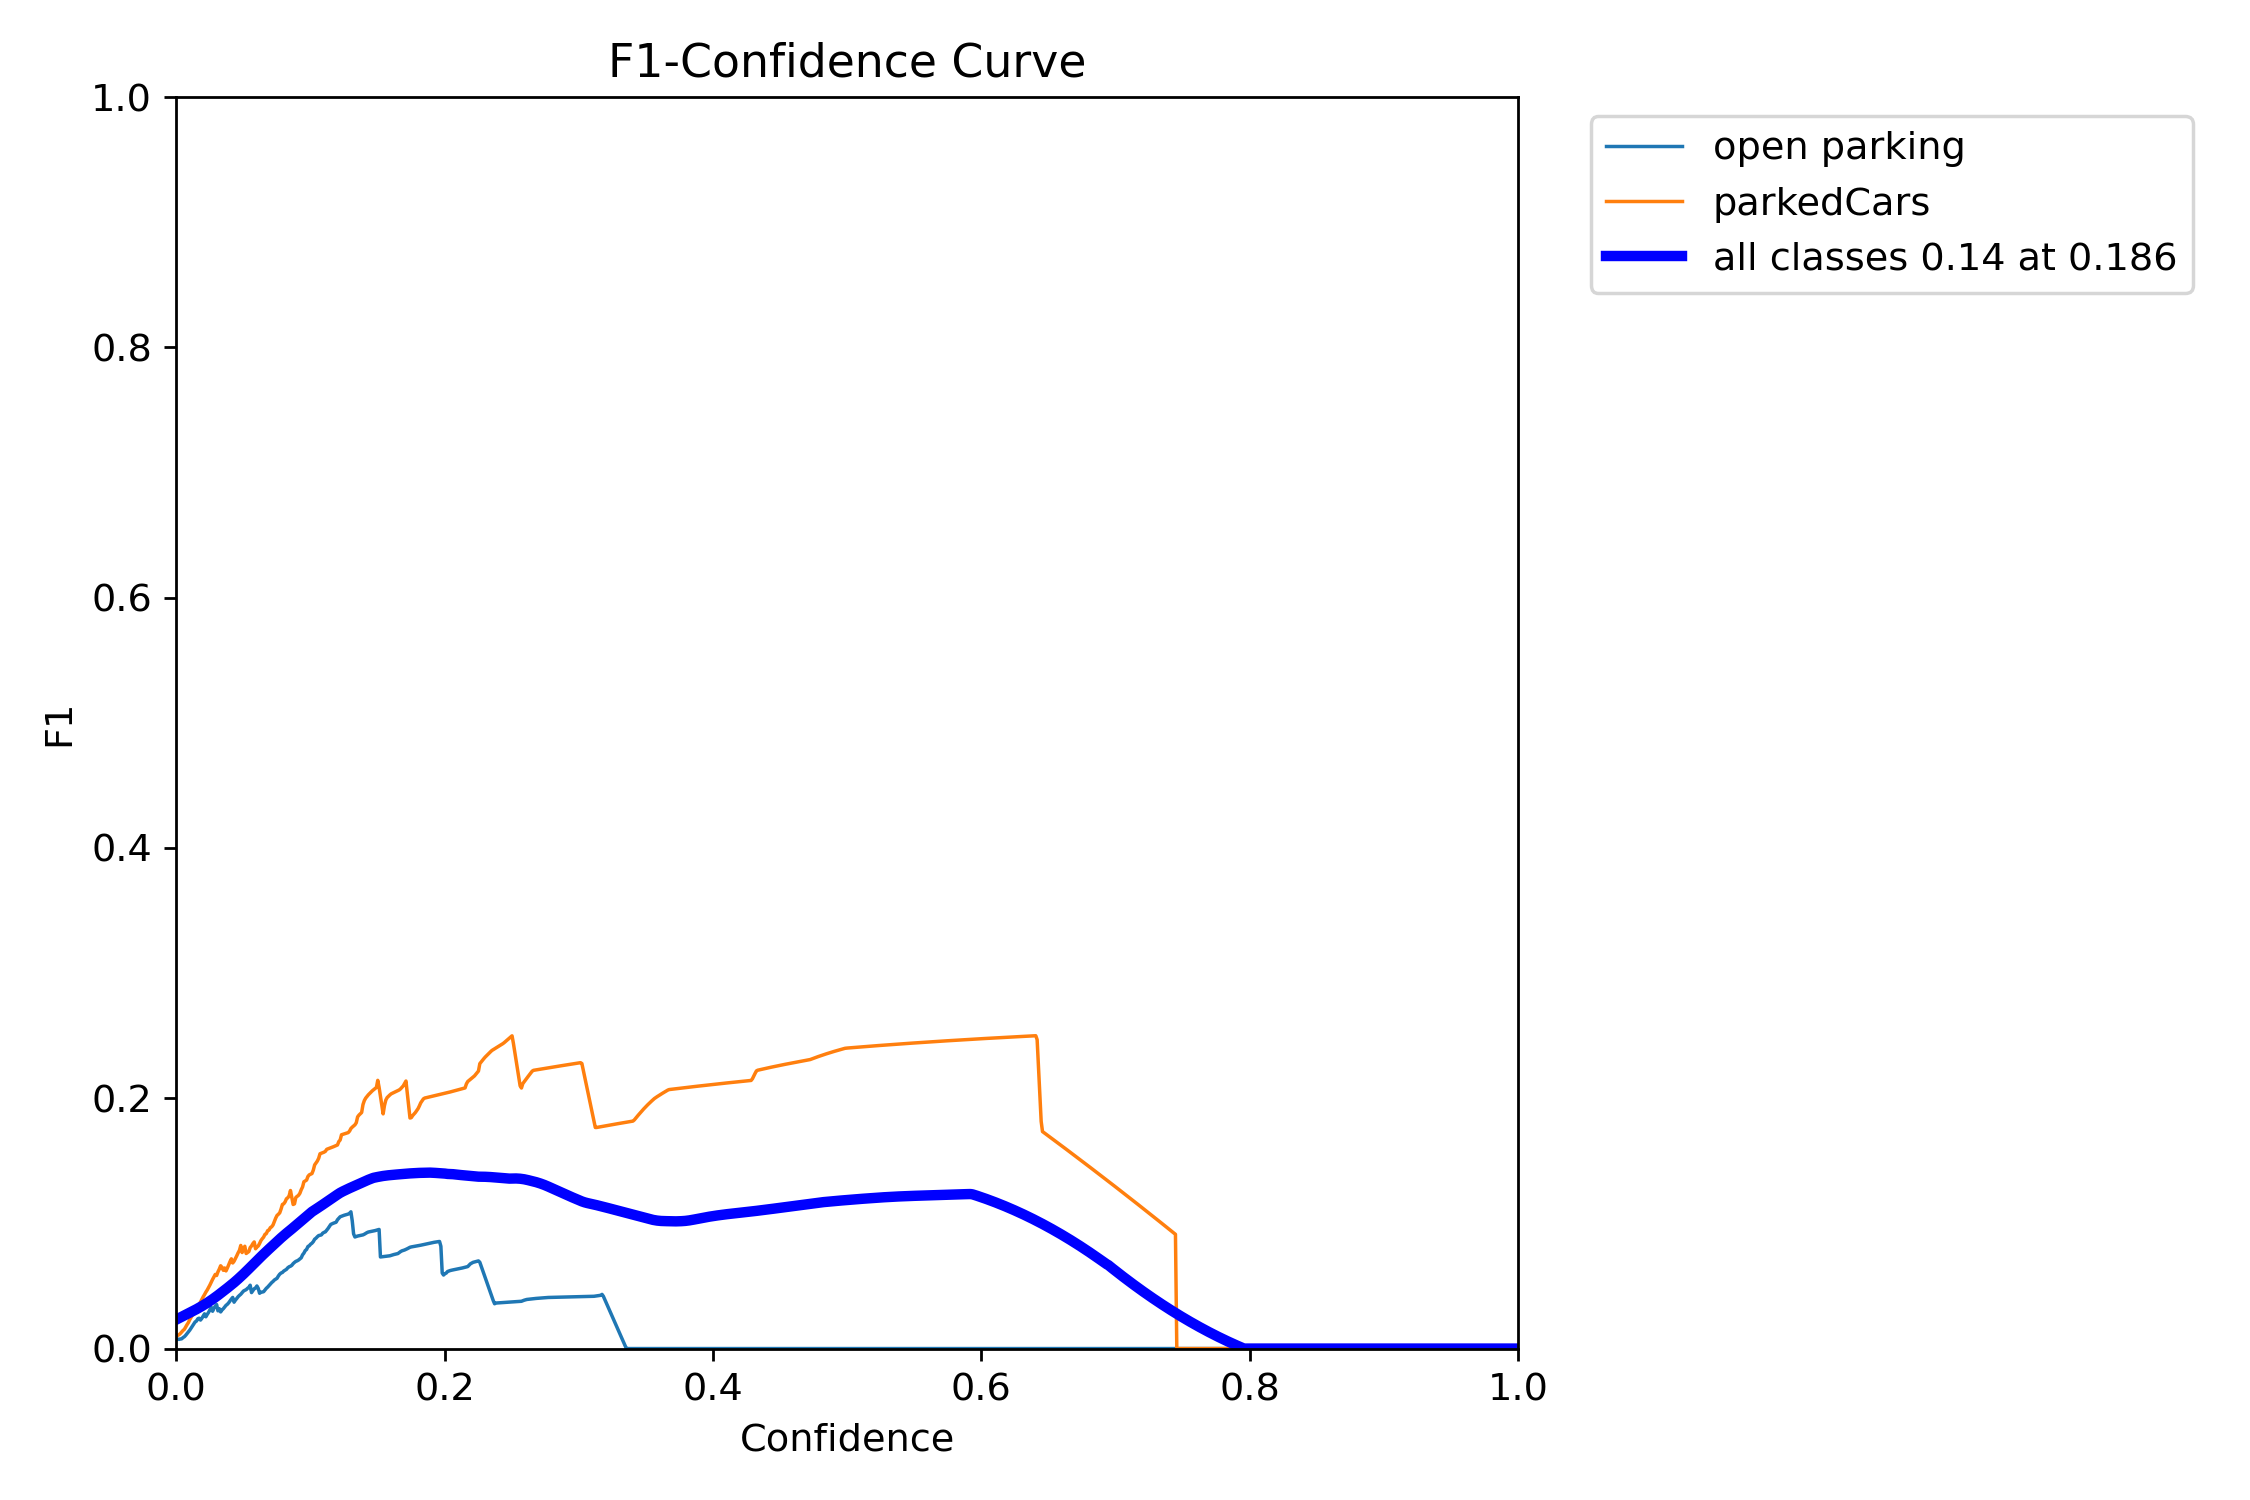 F1-Confidence Curve
1.0
0.8
0.6
0.4
0.2
0.0
F1
0.0 0.2 0.4 0.6 0.8 1.0
Confidence
open parking
parkedCars
all classes 0.14 at 0.186